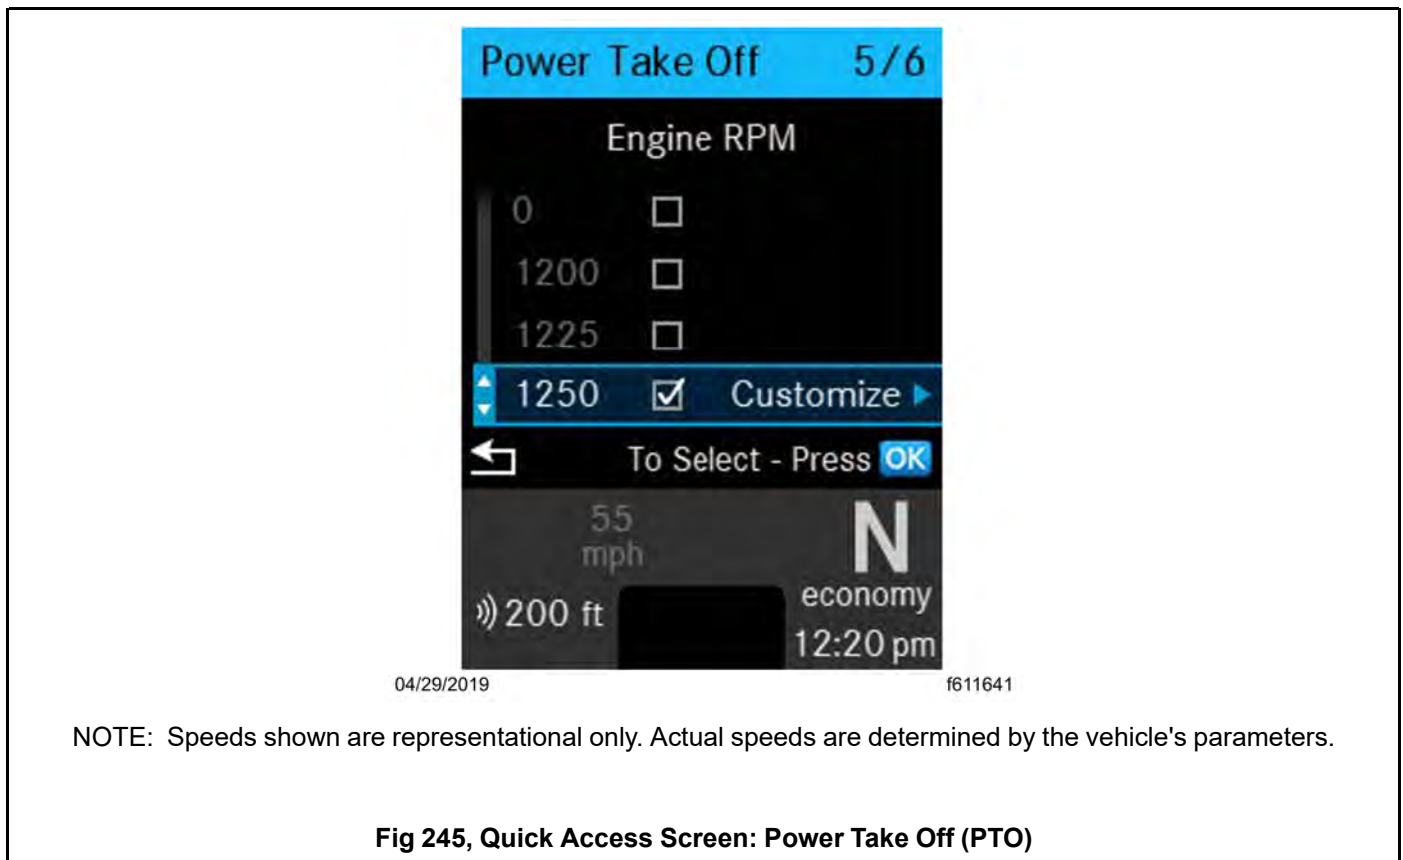 Power Take Off 5/6
Engine RPM
0
1200
1225
1250 Customize
To Select - Press OK
55
mph
N
economy
200 ft
12:20 pm
04/29/2019 f611641
NOTE: Speeds shown are representational only. Actual speeds are determined by the vehicle's parameters.
Fig 245, Quick Access Screen: Power Take Off (PTO)